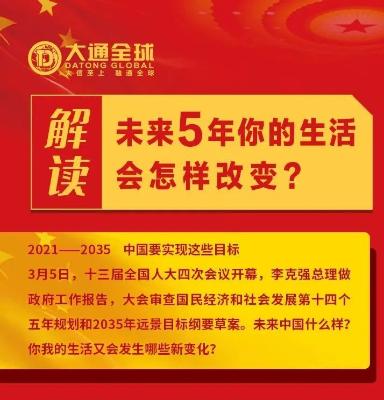 大通全球
DATONG GLOBAL
大信至上 融通全球
解读
未来5年你的生活
会怎样改变？
2021——2035 中国要实现这些目标
3月5日，十三届全国人大四次会议开幕，李克强总理做
政府工作报告，大会审查国民经济和社会发展第十四个
五年规划和2035年远景目标纲要草案。未来中国什么样？
你我的生活又会发生哪些新变化？